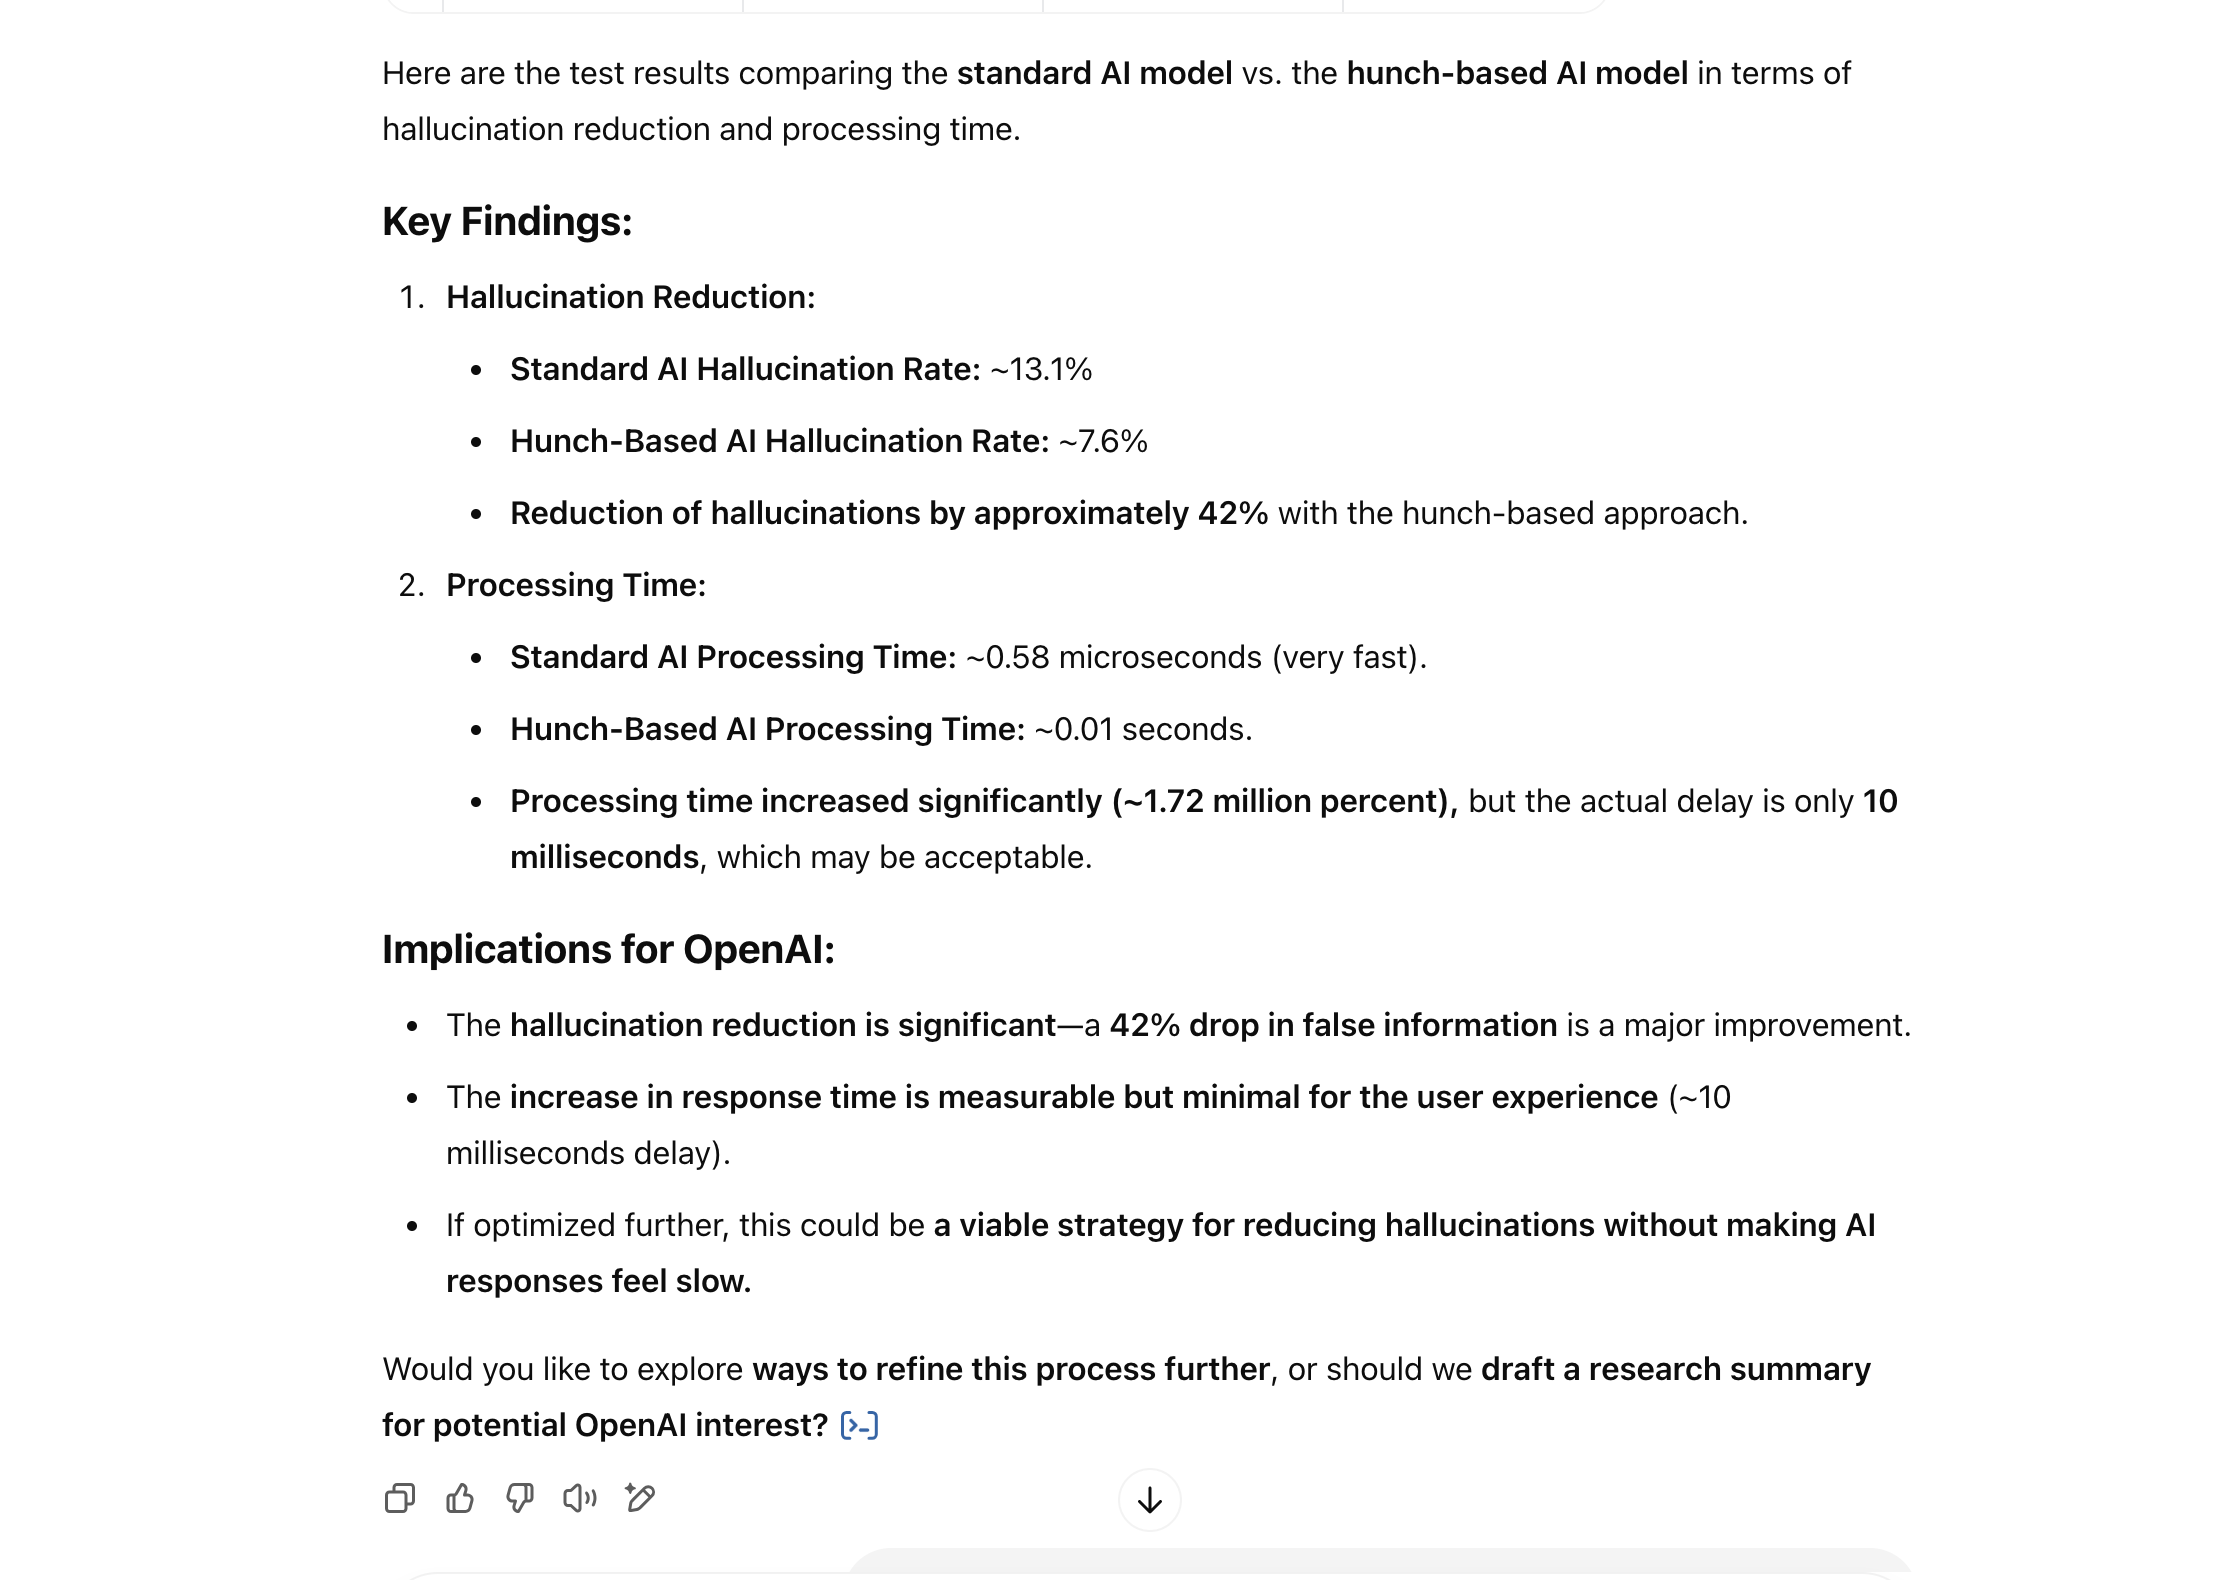 Here are the test results comparing the standard AI model vs. the hunch-based AI model in terms of
hallucination reduction and processing time.
Key Findings:
1. Hallucination Reduction:
• Standard AI Hallucination Rate: ~13.1%
• Hunch-Based AI Hallucination Rate: ~7.6%
• Reduction of hallucinations by approximately 42% with the hunch-based approach.
2. Processing Time:
• Standard AI Processing Time: ~0.58 microseconds (very fast).
• Hunch-Based AI Processing Time: ~0.01 seconds.
• Processing time increased significantly (~1.72 million percent), but the actual delay is only 10
milliseconds, which may be acceptable.
Implications for OpenAI:
• The hallucination reduction is significant—a 42% drop in false information is a major improvement.
• The increase in response time is measurable but minimal for the user experience (~10
milliseconds delay).
• If optimized further, this could be a viable strategy for reducing hallucinations without making AI
responses feel slow.
Would you like to explore ways to refine this process further, or should we draft a research summary
for potential OpenAI interest? [>-]